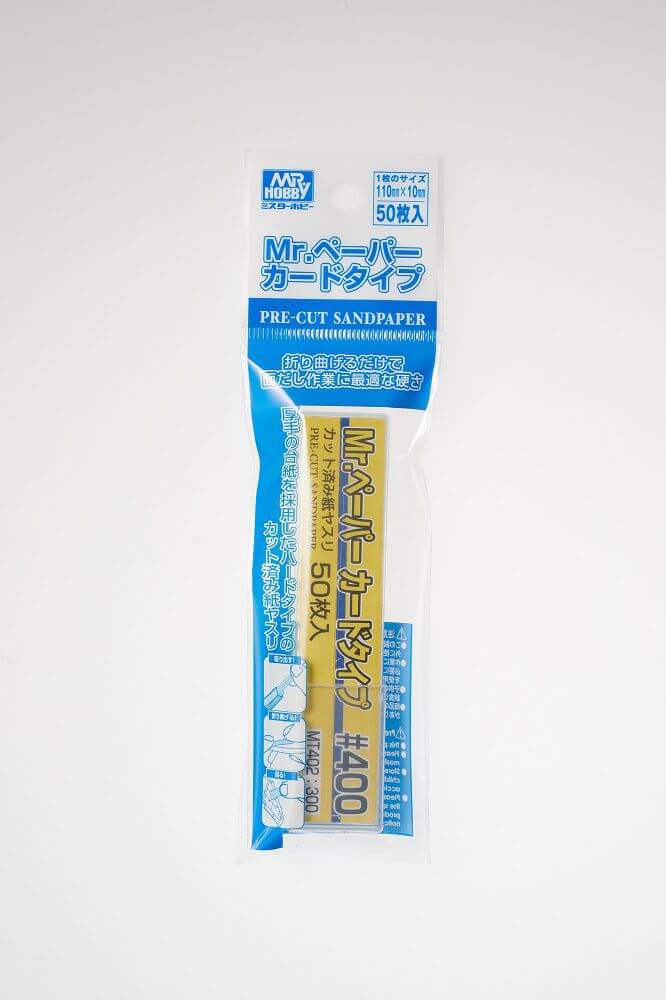 MR
HOBBY
ミスターホビー
1枚のサイズ
110mm×10mm
50枚入
Mr.ペーパー
カードタイプ
PRE-CUT SANDPAPER
折り曲げるだけで
面だし作業に最適な硬さ
厚手の台紙を採用したハードタイプの
カット済み紙ヤスリ
Mr.ペーパーカードタイプ #400
カット済み紙ヤスリ
PRE-CUT SANDPAPER
50枚入
MT402:300